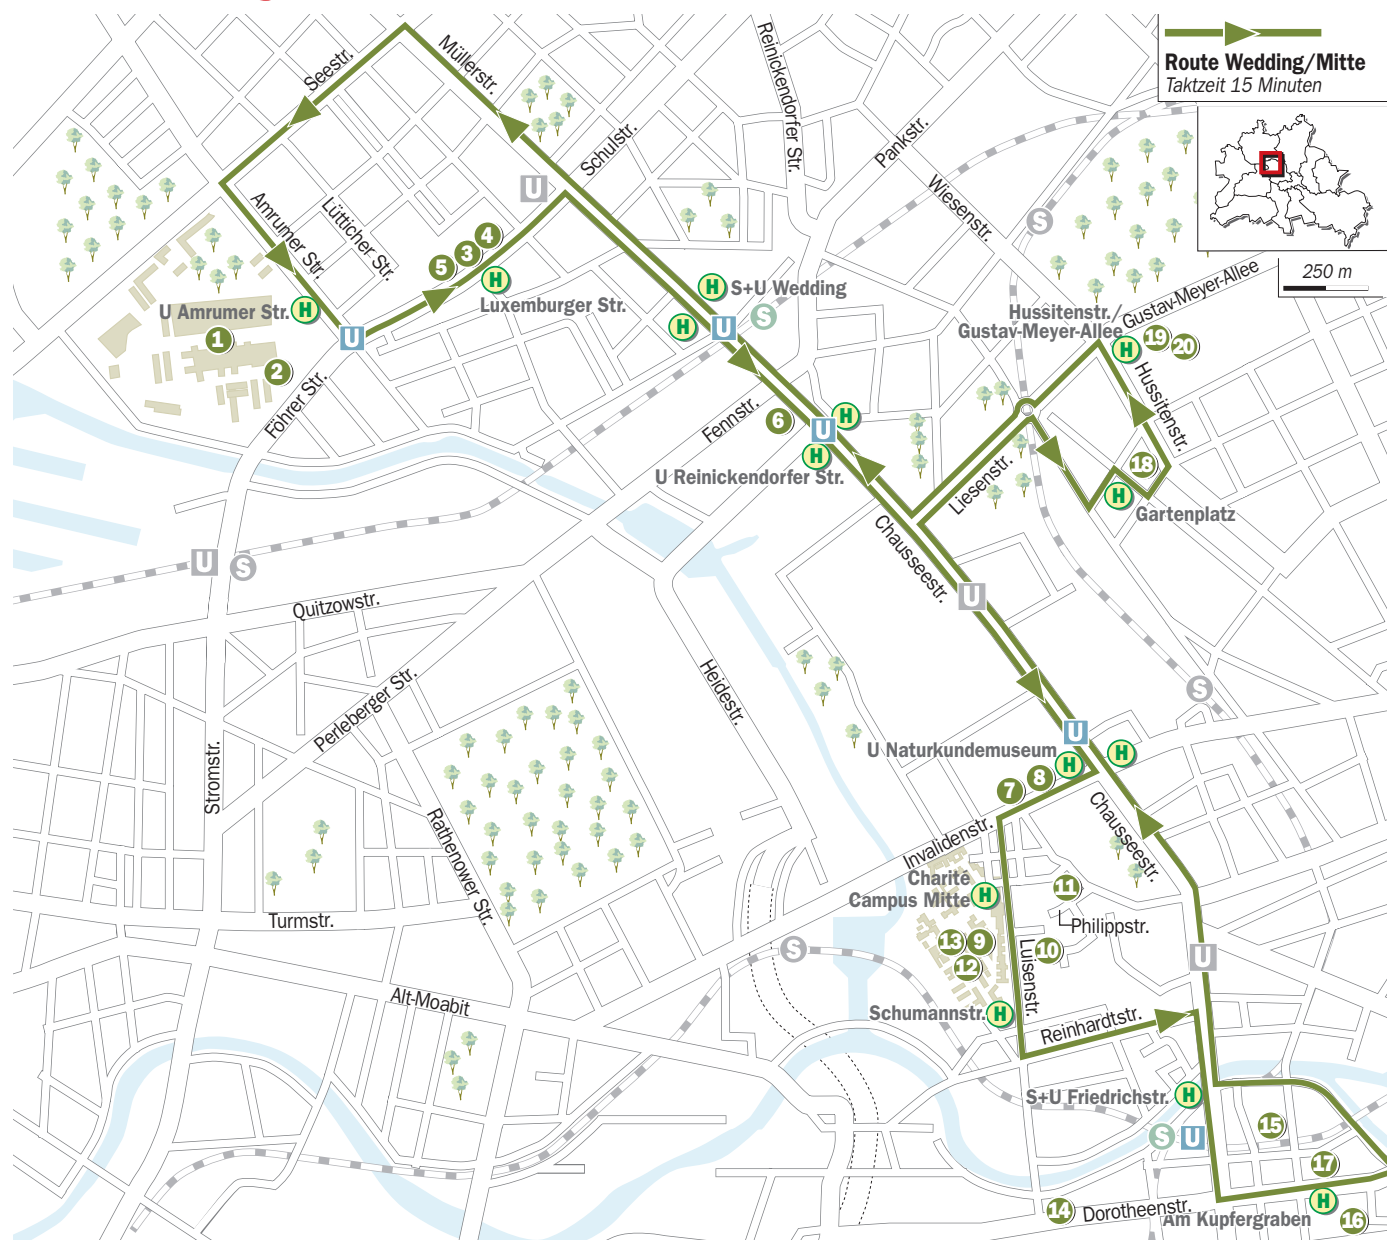 Route Wedding/Mitte
Taktzeit 15 Minuten
250 m
Seestr.
Müllerstr.
Reinickendorfer Str.
Schulstr.
Pankstr.
Wiesenstr.
U
S
Amrumer Str.
Lütticher Str.
4
3
5
H
Luxemburger Str.
U Amrumer Str.
H
1
2
U
Föhrer Str.
H
S+U Wedding
S
H
U
Gustav-Meyer-Allee
Hussitenstr./
Gustav-Meyer-Allee
H
19
20
Hussitenstr.
18
H
Gartenplatz
Fennstr.
6
H
U
H
U Reinickendorfer Str.
Liesenstr.
Chausseestr.
U
U
S
Quitzowstr.
Perleberger Str.
Heidestr.
Stromstr.
Rathenower Str.
Turmstr.
Alt-Moabit
S
U
U Naturkundemuseum
H
H
7
8
Chausseestr.
Invalidenstr.
Charité
Campus Mitte
H
11
Philippstr.
13
9
10
12
Luisenstr.
S
U
Schumannstr.
H
Reinhardtstr.
S+U Friedrichstr.
H
S
U
15
17
14
Dorotheenstr.
H
Am Kupfergraben
16